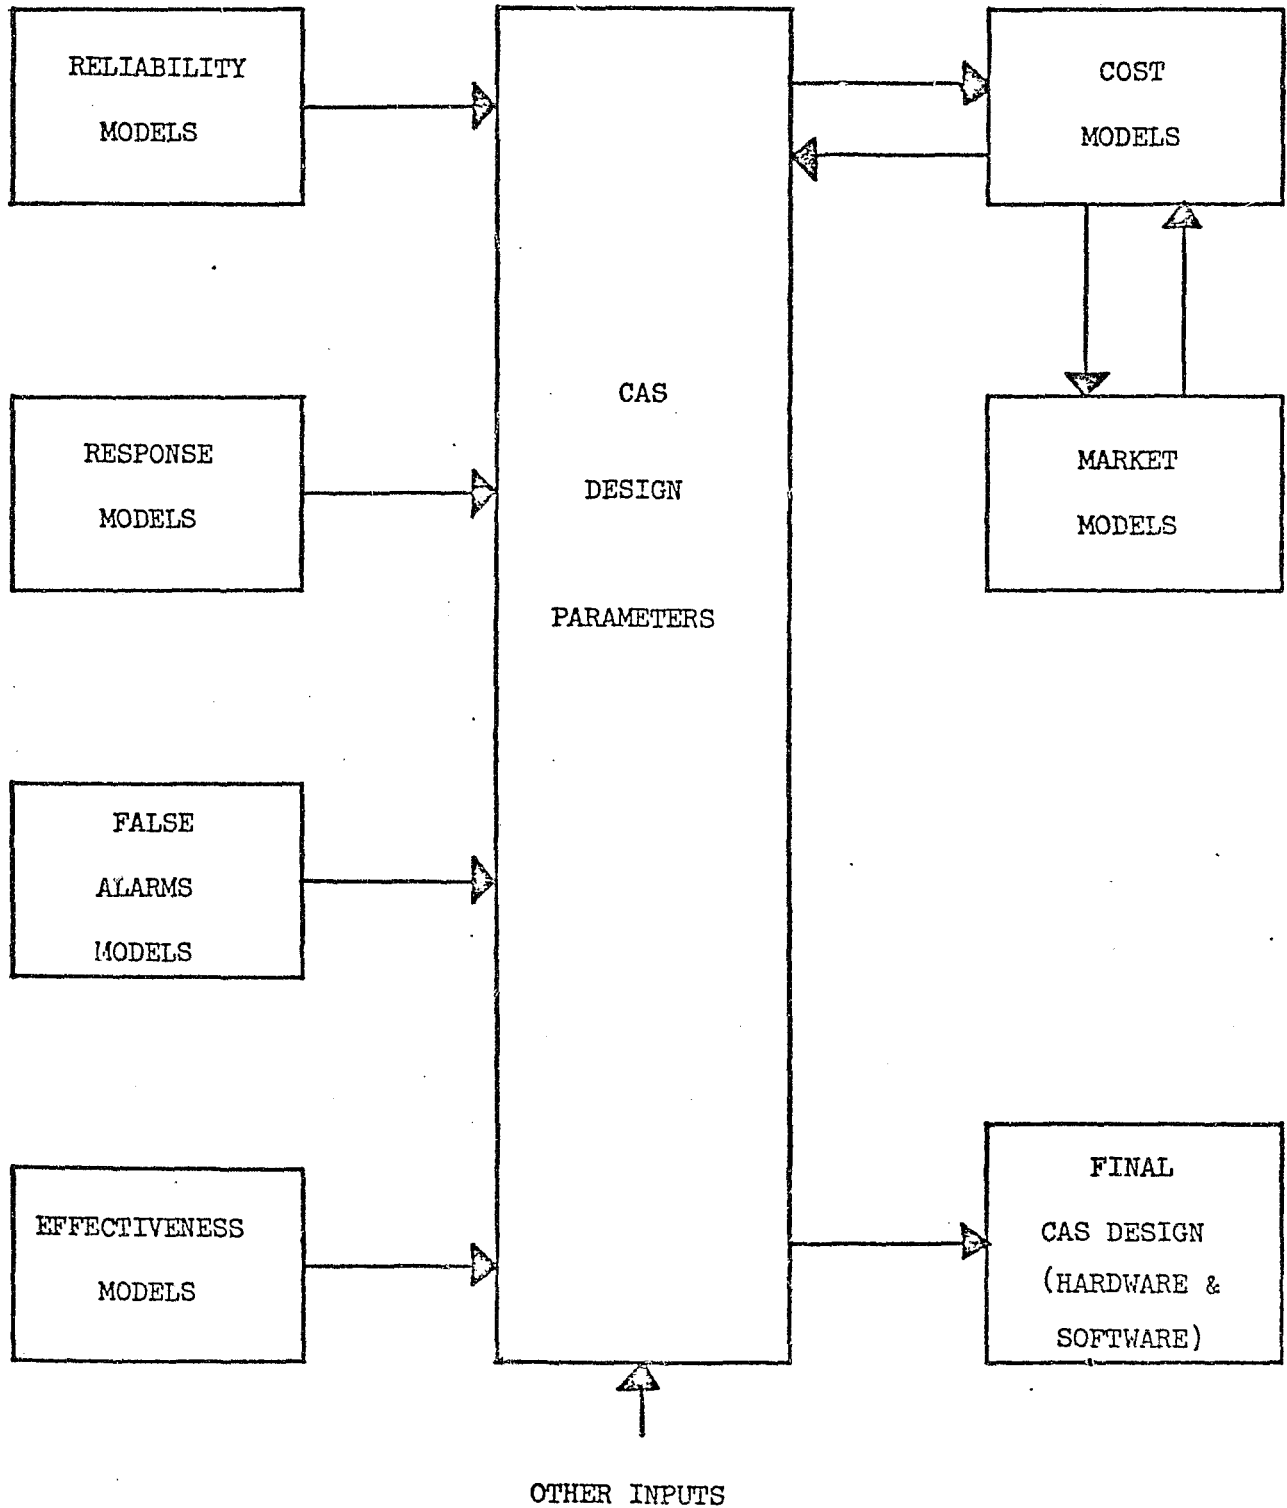 RELIABILITY
MODELS
RESPONSE
MODELS
FALSE
ALARMS
MODELS
EFFECTIVENESS
MODELS
CAS
DESIGN
PARAMETERS
OTHER INPUTS
COST
MODELS
MARKET
MODELS
FINAL
CAS DESIGN
(HARDWARE &
SOFTWARE)